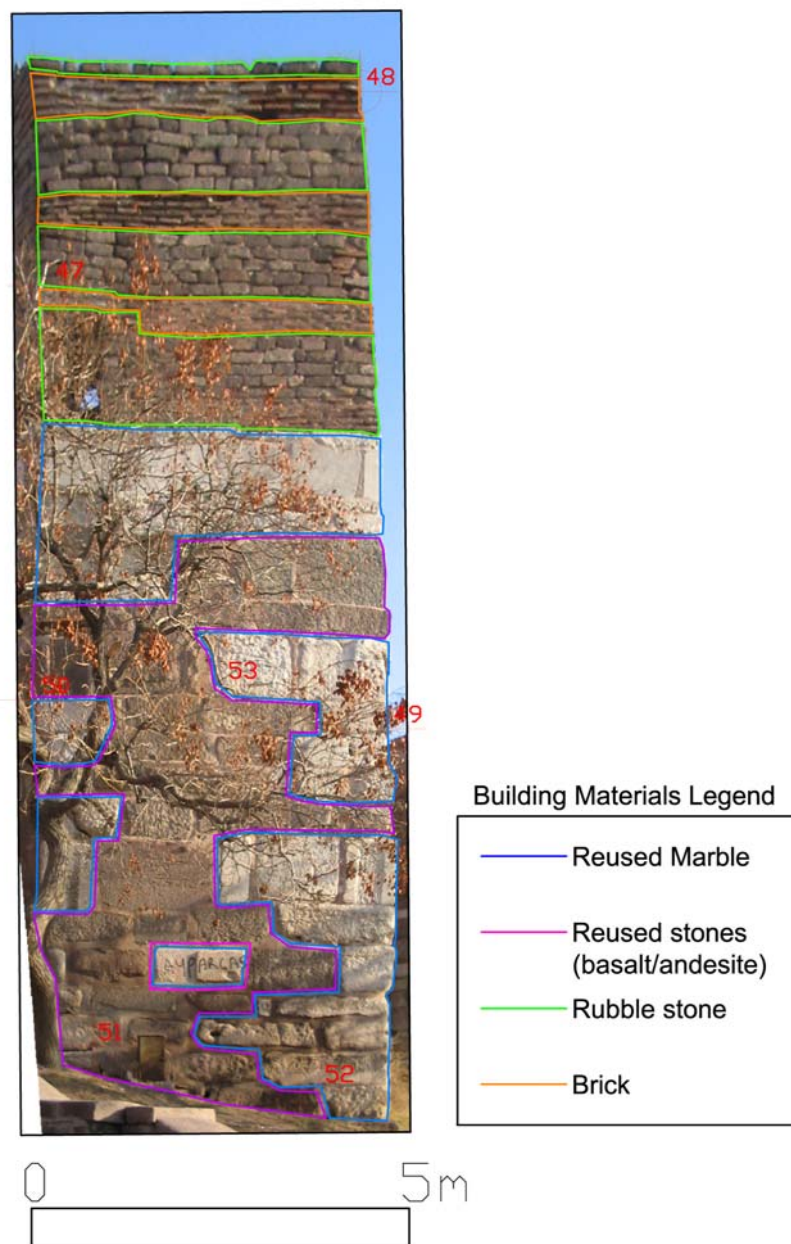 48
47
53
50
49
AYPARGAS
51
52
Building Materials Legend
Reused Marble
Reused stones
(basalt/andesite)
Rubble stone
Brick
0 5m